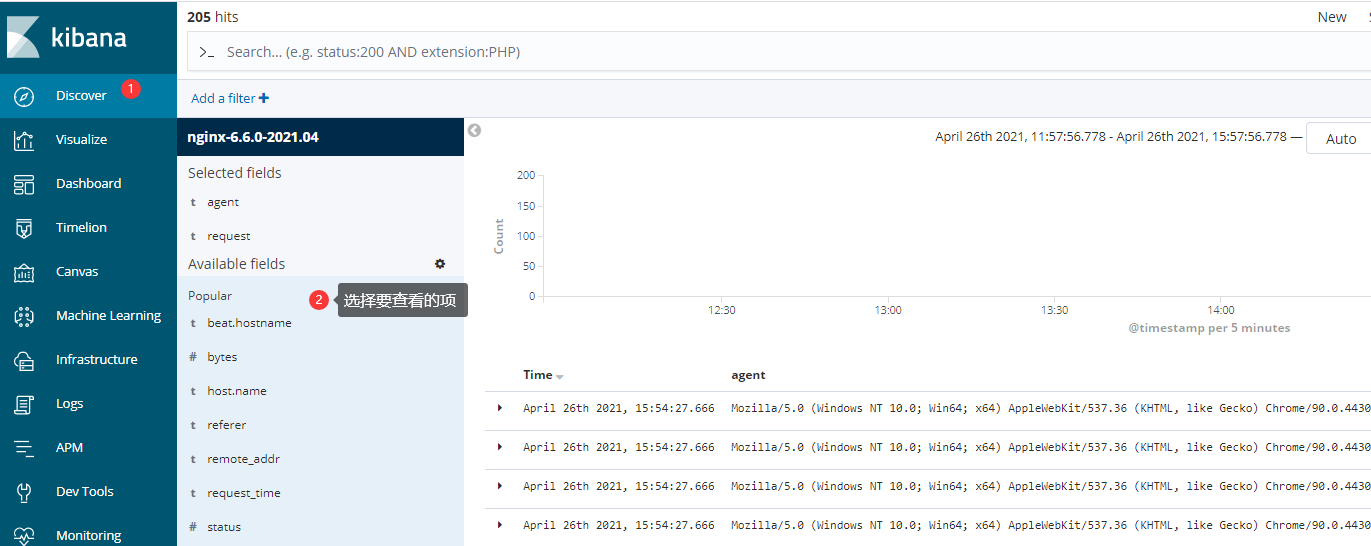 kibana
Discover 1
Visualize
Dashboard
Timelion
Canvas
Machine Learning
Infrastructure
Logs
APM
Dev Tools
Monitoring
205 hits
New
>_ Search... (e.g. status:200 AND extension:PHP)
Add a filter +
nginx-6.6.0-2021.04
Selected fields
t agent
t request
Available fields
Popular
2 选择要查看的项
t beat.hostname
# bytes
t host.name
t referer
t remote_addr
t request_time
# status
April 26th 2021, 11:57:56.778 - April 26th 2021, 15:57:56.778 —
Auto
Count
200
150
100
50
0
12:30 13:00 13:30 14:00
@timestamp per 5 minutes
Time agent
April 26th 2021, 15:54:27.666 Mozilla/5.0 (Windows NT 10.0; Win64; x64) AppleWebKit/537.36 (KHTML, like Gecko) Chrome/90.0.4430
April 26th 2021, 15:54:27.666 Mozilla/5.0 (Windows NT 10.0; Win64; x64) AppleWebKit/537.36 (KHTML, like Gecko) Chrome/90.0.4430
April 26th 2021, 15:54:27.666 Mozilla/5.0 (Windows NT 10.0; Win64; x64) AppleWebKit/537.36 (KHTML, like Gecko) Chrome/90.0.4430
April 26th 2021, 15:54:27.666 Mozilla/5.0 (Windows NT 10.0; Win64; x64) AppleWebKit/537.36 (KHTML, like Gecko) Chrome/90.0.4430